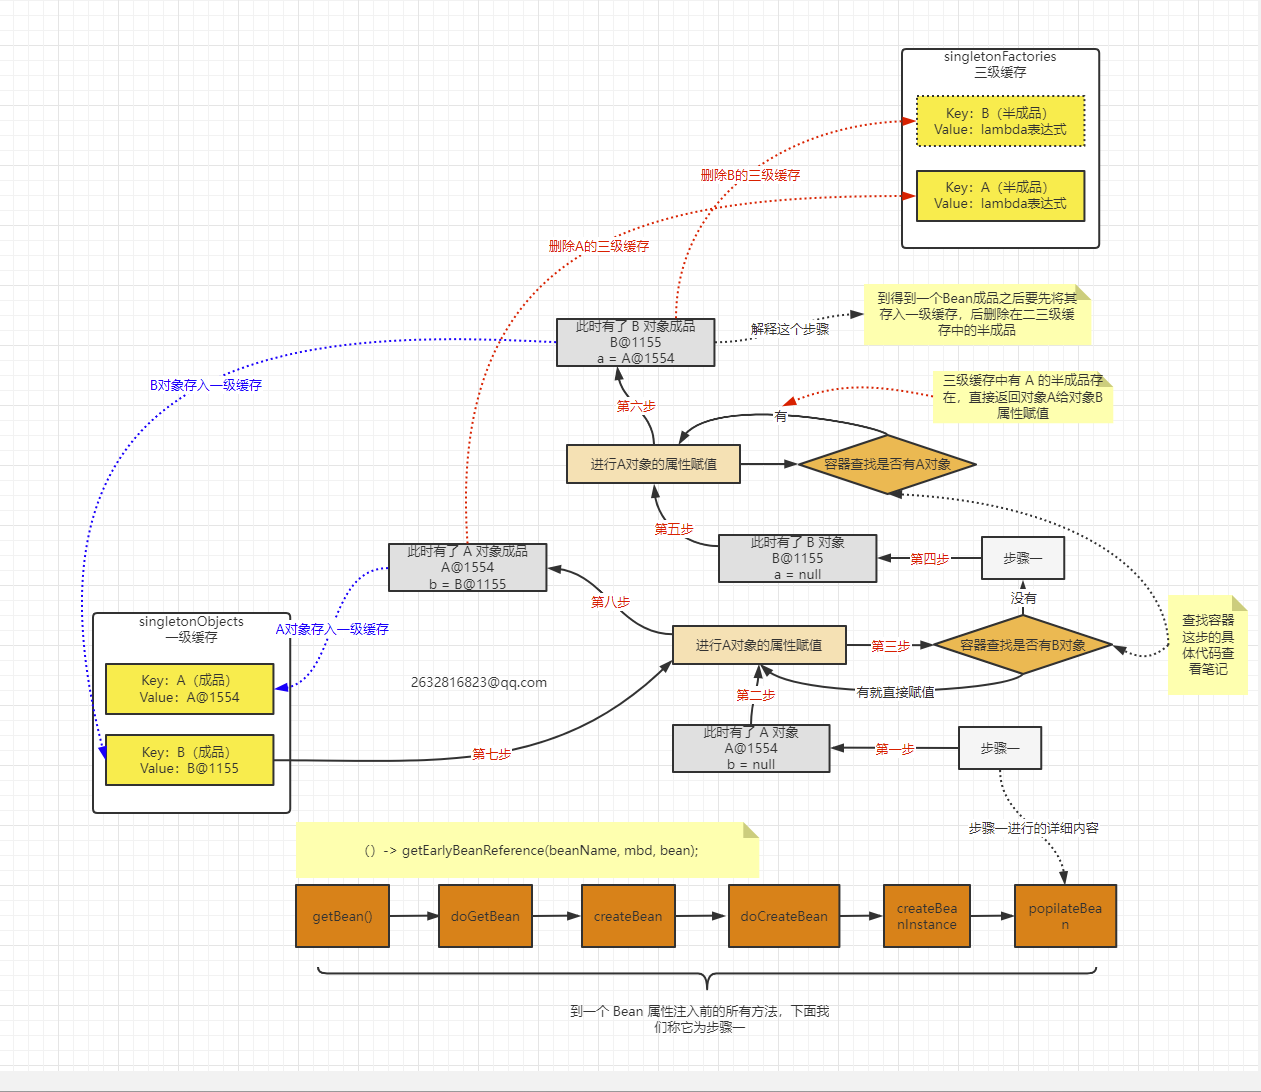 singletonFactories
三级缓存
Key：B（半成品）
Value：lambda表达式
Key：A（半成品）
Value：lambda表达式
删除B的三级缓存
删除A的三级缓存
到得到一个Bean成品之后要先将其
存入一级缓存，后删除在二三级缓
存中的半成品
解释这个步骤
此时有了 B 对象成品
B@1155
a = A@1554
B对象存入一级缓存
三级缓存中有 A 的半成品存
在，直接返回对象A给对象B
属性赋值
第六步
有
进行A对象的属性赋值
容器查找是否有A对象
第五步
此时有了 B 对象
B@1155
a = null
第四步
步骤一
此时有了 A 对象成品
A@1554
b = B@1155
第八步
没有
singletonObjects
一级缓存
A对象存入一级缓存
进行A对象的属性赋值
第三步
容器查找是否有B对象
查找容器
这步的具
体代码查
看笔记
Key：A（成品）
Value：A@1554
2632816823@qq.com
第二步
有就直接赋值
Key：B（成品）
Value：B@1155
第七步
此时有了 A 对象
A@1554
b = null
第一步
步骤一
步骤一进行的详细内容
（）-> getEarlyBeanReference(beanName, mbd, bean);
getBean()
doGetBean
createBean
doCreateBean
createBea
nInstance
popilateBea
n
到一个 Bean 属性注入前的所有方法，下面我
们称它为步骤一